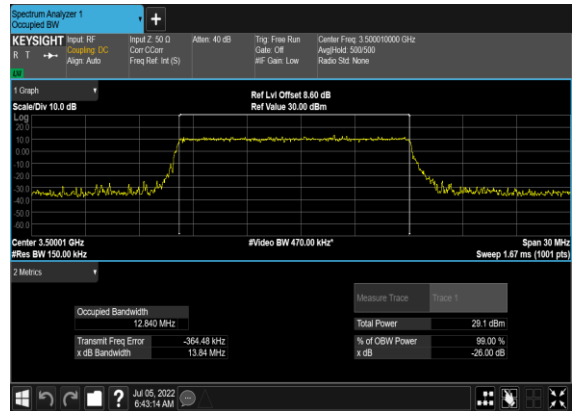 Spectrum Analyzer 1
Occupied BW
+
KEYSIGHT Input: RF Input Z: 50 Ω Atten: 40 dB Trig: Free Run Center Freq: 3.500010000 GHz
R T Coupling: DC Corr CCorr Gate: Off Avg|Hold: 500/500
Align: Auto Freq Ref: Int (S) #IF Gain: Low Radio Std: None
1 Graph
Ref Lvl Offset 8.60 dB
Scale/Div 10.0 dB Ref Value 30.00 dBm
Log
20.0
10.0
0.00
-10.0
-20.0
-30.0
-40.0
-50.0
-60.0
Center 3.50001 GHz #Video BW 470.00 kHz* Span 30 MHz
#Res BW 150.00 kHz Sweep 1.67 ms (1001 pts)
2 Metrics
Measure Trace Trace 1
Occupied Bandwidth
12.840 MHz Total Power 29.1 dBm
Transmit Freq Error -364.48 kHz % of OBW Power 99.00 %
x dB Bandwidth 13.84 MHz x dB -26.00 dB
? Jul 05, 2022
6:43:14 AM